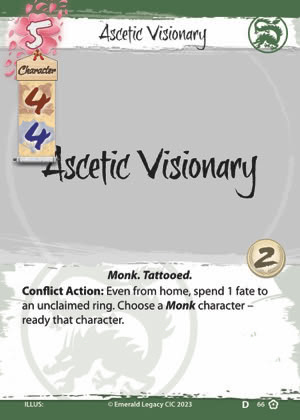 Ascetic Visionary
5
Character
4
4
Ascetic Visionary
2
Monk. Tattooed.
Conflict Action: Even from home, spend 1 fate to
an unclaimed ring. Choose a Monk character –
ready that character.
ILLUS:
© Emerald Legacy CIC 2023
D 66